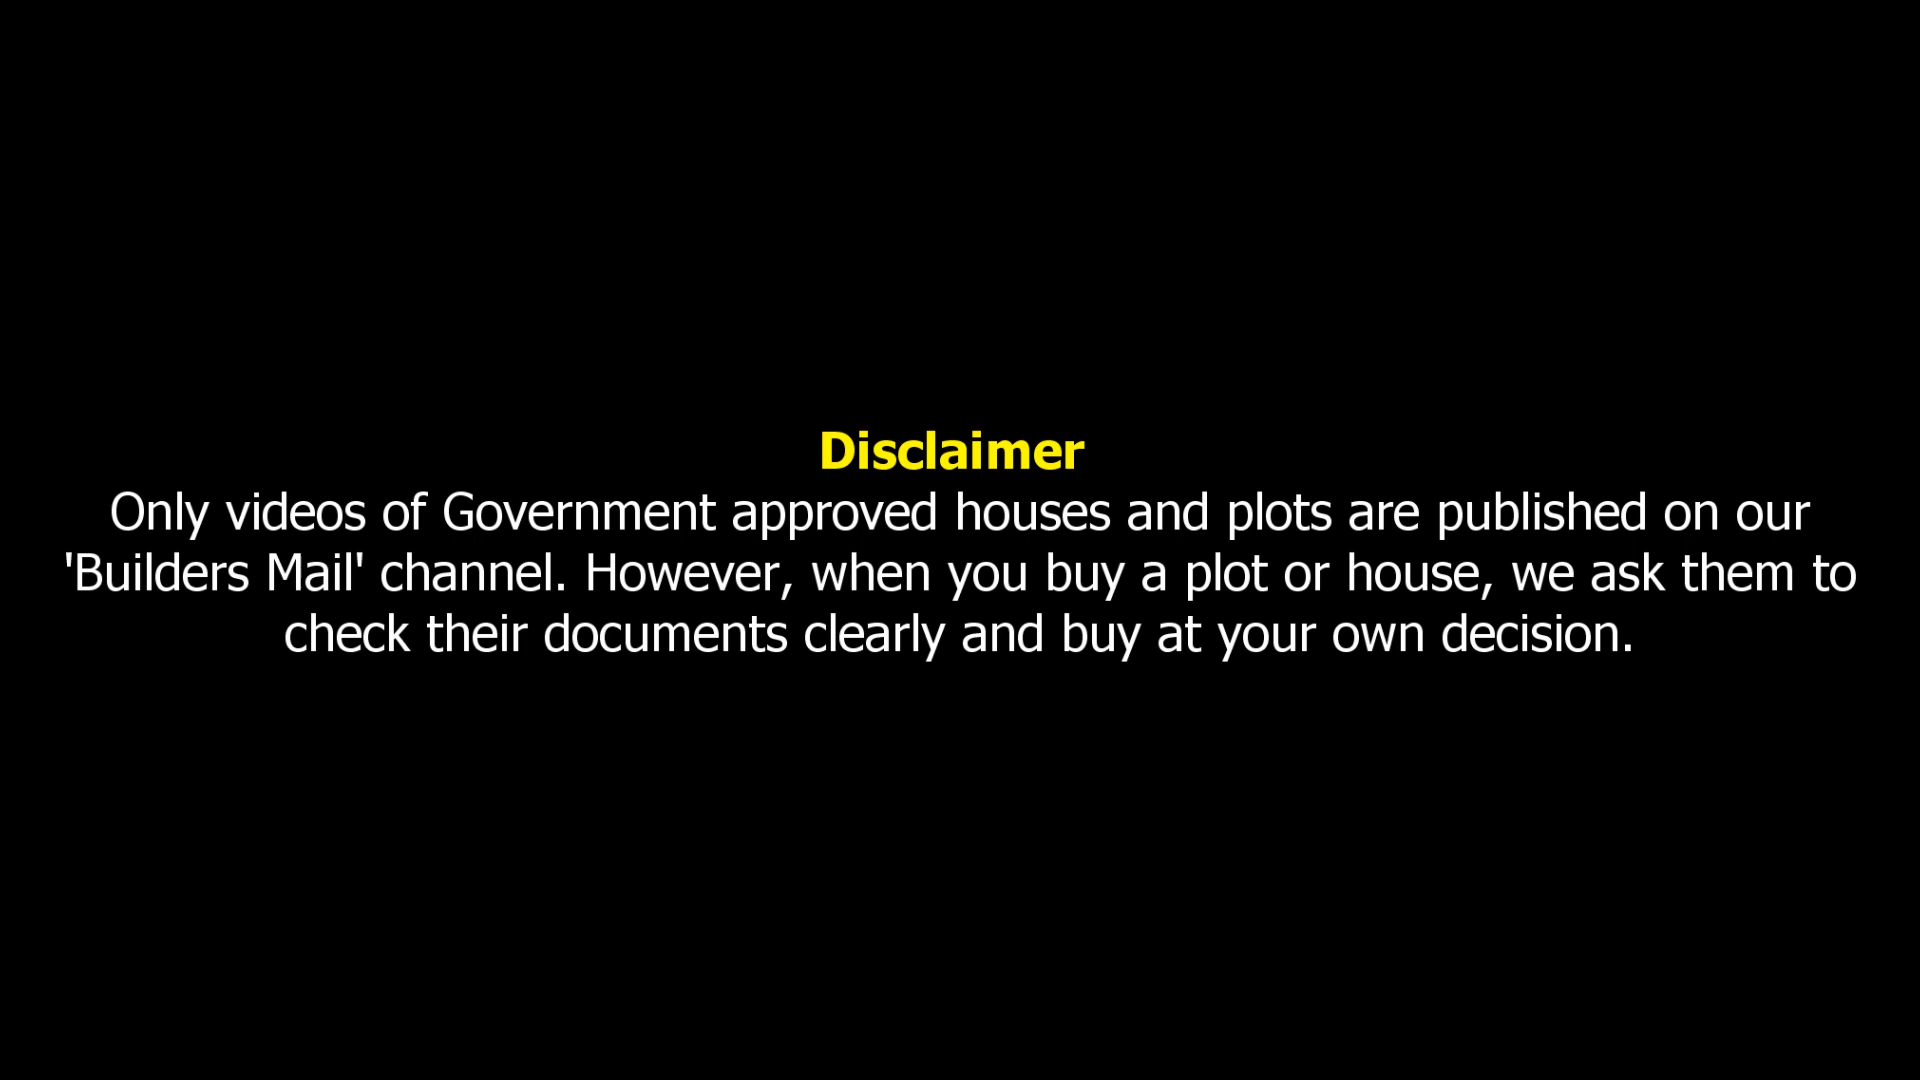 Disclaimer
Only videos of Government approved houses and plots are published on our
'Builders Mail' channel. However, when you buy a plot or house, we ask them to
check their documents clearly and buy at your own decision.